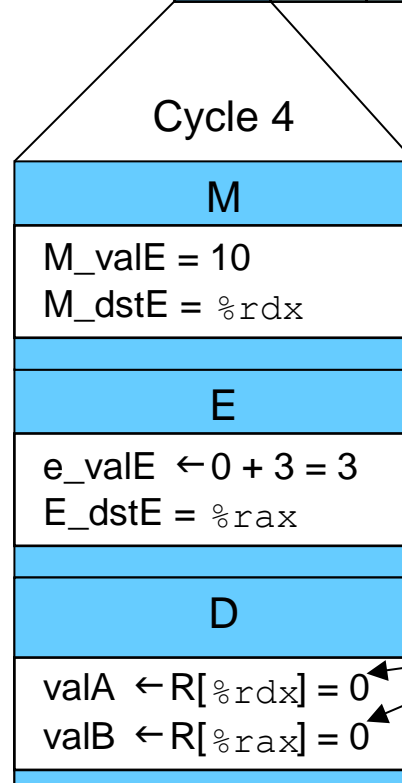 Cycle 4
M
M_valE = 10
M_dstE = %rdx
E
e_valE ← 0 + 3 = 3
E_dstE = %rax
D
valA ← R[%rdx] = 0
valB ← R[%rax] = 0